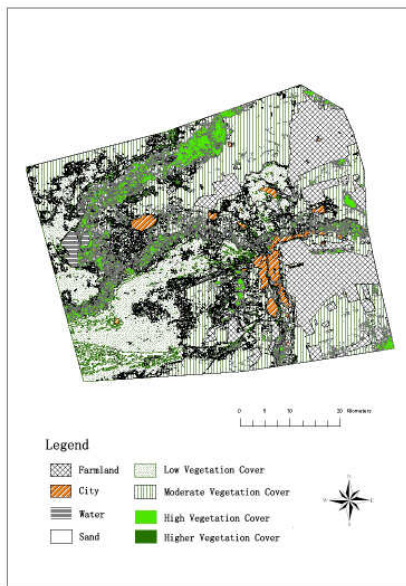 0 5 10 20 Kilometers
Legend
Farmland
Low Vegetation Cover
City
Moderate Vegetation Cover
Water
High Vegetation Cover
Sand
Higher Vegetation Cover